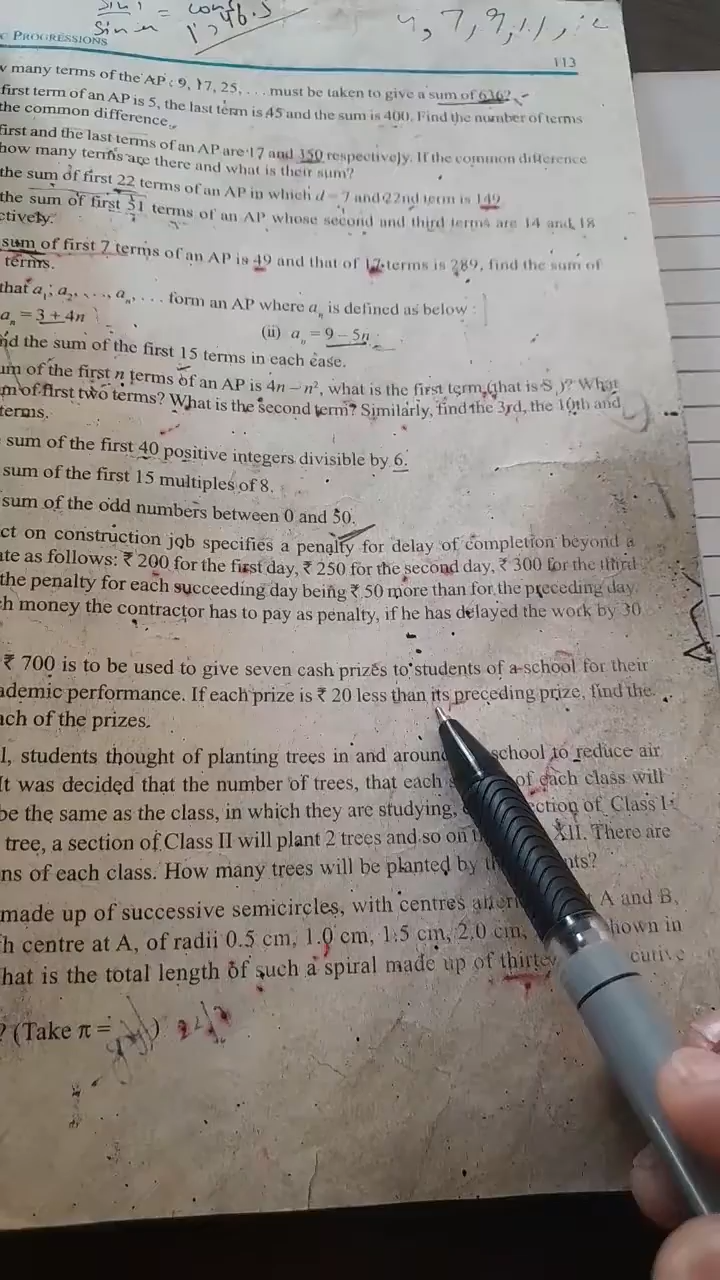 C PROGRESSIONS
113
many terms of the AP : 9, 17, 25, . . . must be taken to give a sum of 636?
first term of an AP is 5, the last term is 45 and the sum is 400. Find the number of terms
the common difference.
first and the last terms of an AP are 17 and 350 respectively. If the common difference
how many terms are there and what is their sum?
the sum of first 22 terms of an AP in which d = 7 and 22nd term is 149
the sum of first 51 terms of an AP whose second and third terms are 14 and 18
ctively.
sum of first 7 terms of an AP is 49 and that of 17 terms is 289, find the sum of
terms.
that a₁, a₂, . . ., aₙ, . . . form an AP where aₙ is defined as below :
aₙ = 3 + 4n
(ii) aₙ = 9 – 5n
nd the sum of the first 15 terms in each case.
um of the first n terms of an AP is 4n – n², what is the first term (that is S₁)? What
m of first two terms? What is the second term? Similarly, find the 3rd, the 10th and
terms.
sum of the first 40 positive integers divisible by 6.
sum of the first 15 multiples of 8.
sum of the odd numbers between 0 and 50.
ct on construction job specifies a penalty for delay of completion beyond a
te as follows: ₹ 200 for the first day, ₹ 250 for the second day, ₹ 300 for the third
the penalty for each succeeding day being ₹ 50 more than for the preceding day.
h money the contractor has to pay as penalty, if he has delayed the work by 30
₹ 700 is to be used to give seven cash prizes to students of a school for their
ademic performance. If each prize is ₹ 20 less than its preceding prize, find the
ach of the prizes.
l, students thought of planting trees in and around school to reduce air
It was decided that the number of trees, that each of each class will
be the same as the class, in which they are studying, ction of Class I
tree, a section of Class II will plant 2 trees and so on XII. There are
ns of each class. How many trees will be planted by nts?
made up of successive semicircles, with centres A and B,
h centre at A, of radii 0.5 cm, 1.0 cm, 1.5 cm, 2.0 cm, hown in
hat is the total length of such a spiral made up of cutive
? (Take π = )